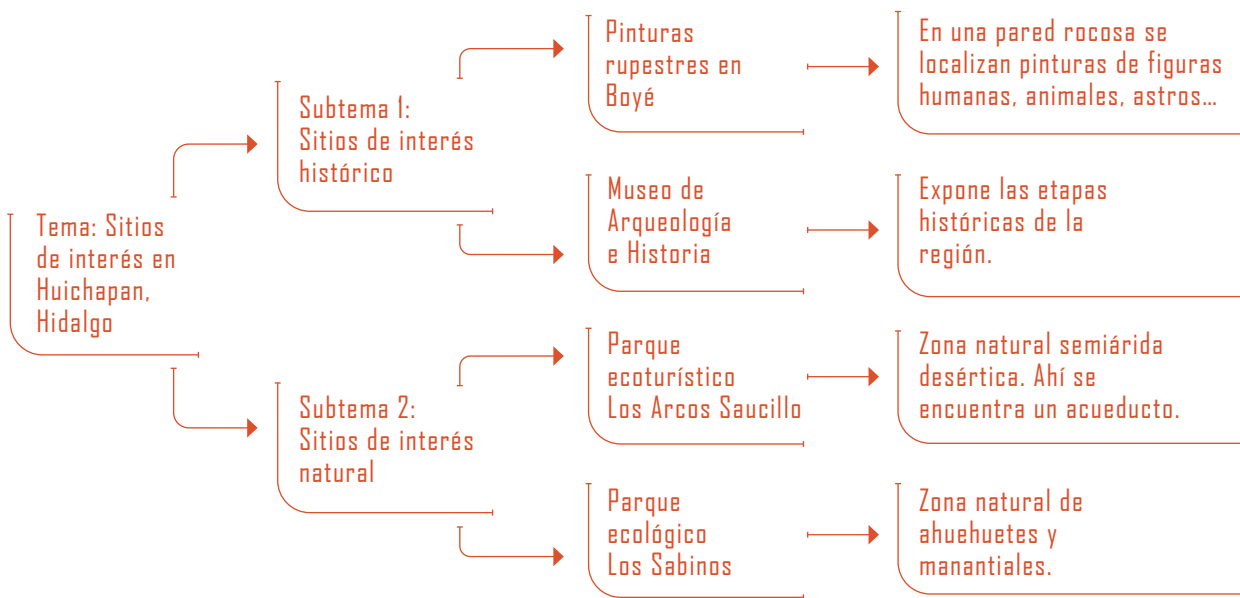 Tema: Sitios
de interés en
Huichapan,
Hidalgo
Subtema 1:
Sitios de interés
histórico
Pinturas
rupestres en
Boyé
En una pared rocosa se
localizan pinturas de figuras
humanas, animales, astros...
Museo de
Arqueología
e Historia
Expone las etapas
históricas de la
región.
Subtema 2:
Sitios de interés
natural
Parque
ecoturístico
Los Arcos Saucillo
Zona natural semiárida
desértica. Ahí se
encuentra un acueducto.
Parque
ecológico
Los Sabinos
Zona natural de
ahuehuetes y
manantiales.